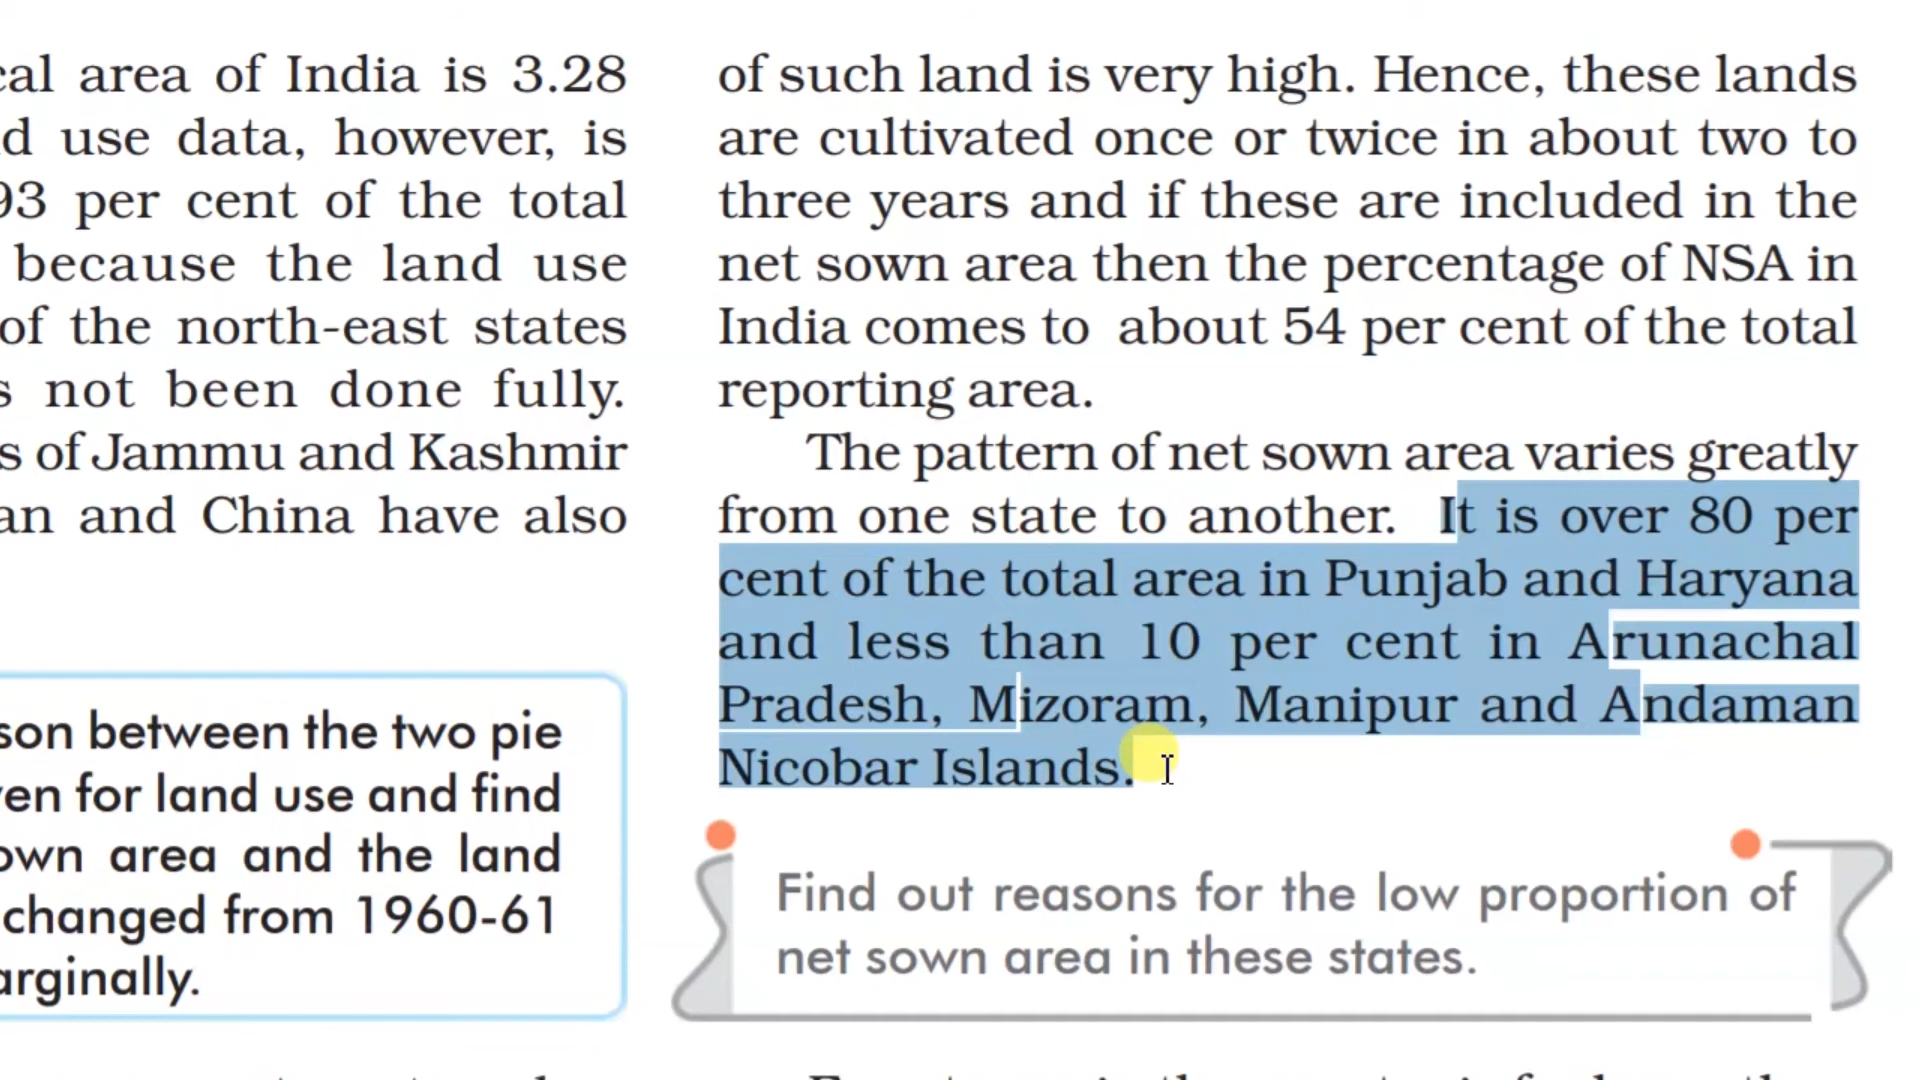 area of India is 3.28
use data, however, is
93 per cent of the total
because the land use
of the north-east states
not been done fully.
of Jammu and Kashmir
and China have also
between the two pie
for land use and find
area and the land
changed from 1960-61
of such land is very high. Hence, these lands
are cultivated once or twice in about two to
three years and if these are included in the
net sown area then the percentage of NSA in
India comes to about 54 per cent of the total
reporting area.
The pattern of net sown area varies greatly
from one state to another. It is over 80 per
cent of the total area in Punjab and Haryana
and less than 10 per cent in Arunachal
Pradesh, Mizoram, Manipur and Andaman
Nicobar Islands.
Find out reasons for the low proportion of
net sown area in these states.